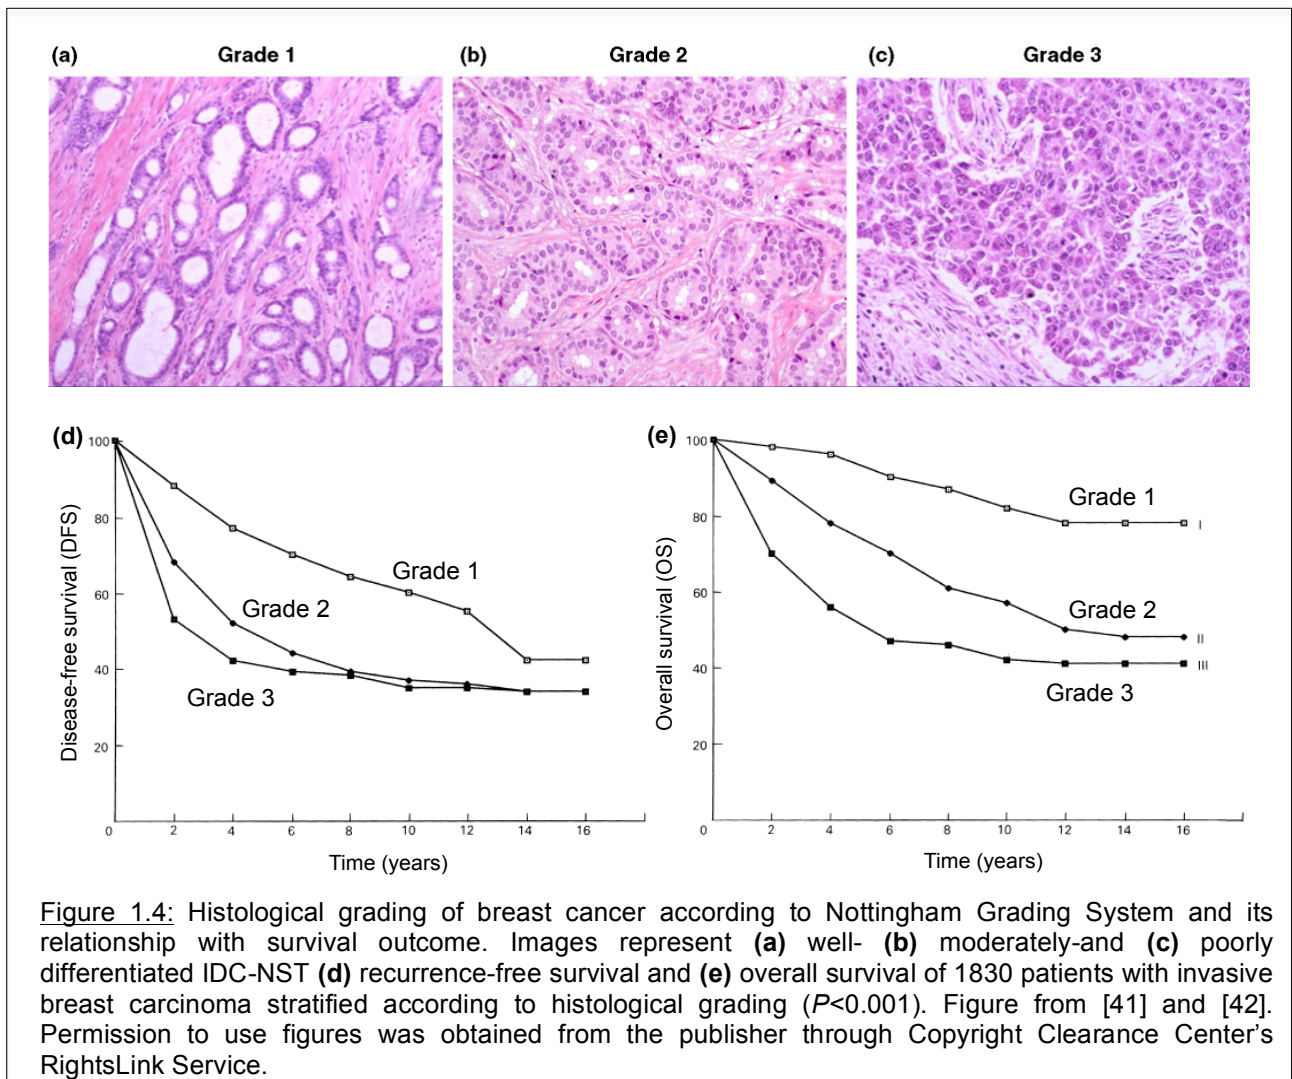 (a) Grade 1 (b) Grade 2 (c) Grade 3
(d)
100
80
60
40
20
0 2 4 6 8 10 12 14 16
Disease-free survival (DFS)
Grade 1
Grade 2
Grade 3
Time (years)
(e)
100
80
60
40
20
0 2 4 6 8 10 12 14 16
Overall survival (OS)
Grade 1
I
Grade 2
II
III
Grade 3
Time (years)
Figure 1.4: Histological grading of breast cancer according to Nottingham Grading System and its
relationship with survival outcome. Images represent (a) well- (b) moderately-and (c) poorly
differentiated IDC-NST (d) recurrence-free survival and (e) overall survival of 1830 patients with invasive
breast carcinoma stratified according to histological grading (P<0.001). Figure from [41] and [42].
Permission to use figures was obtained from the publisher through Copyright Clearance Center’s
RightsLink Service.